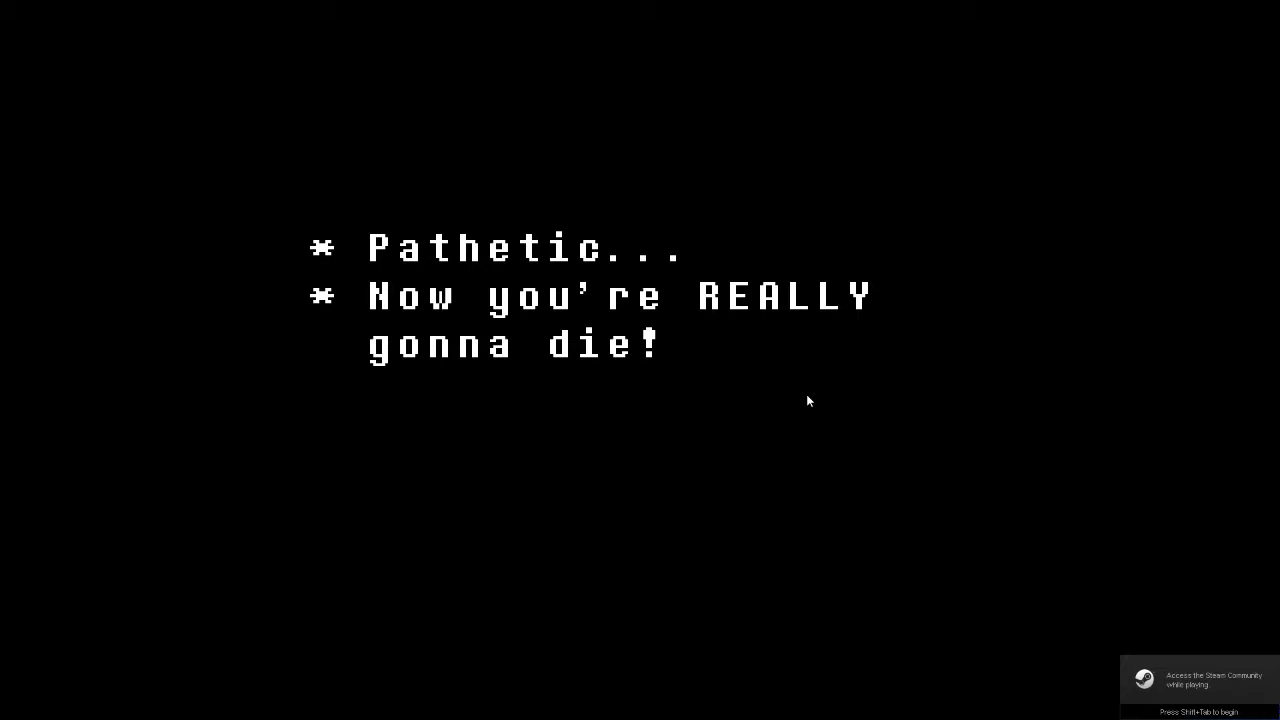 * Pathetic...
* Now you're REALLY
gonna die!
Access the Steam Community
while playing.
Press Shift+Tab to begin